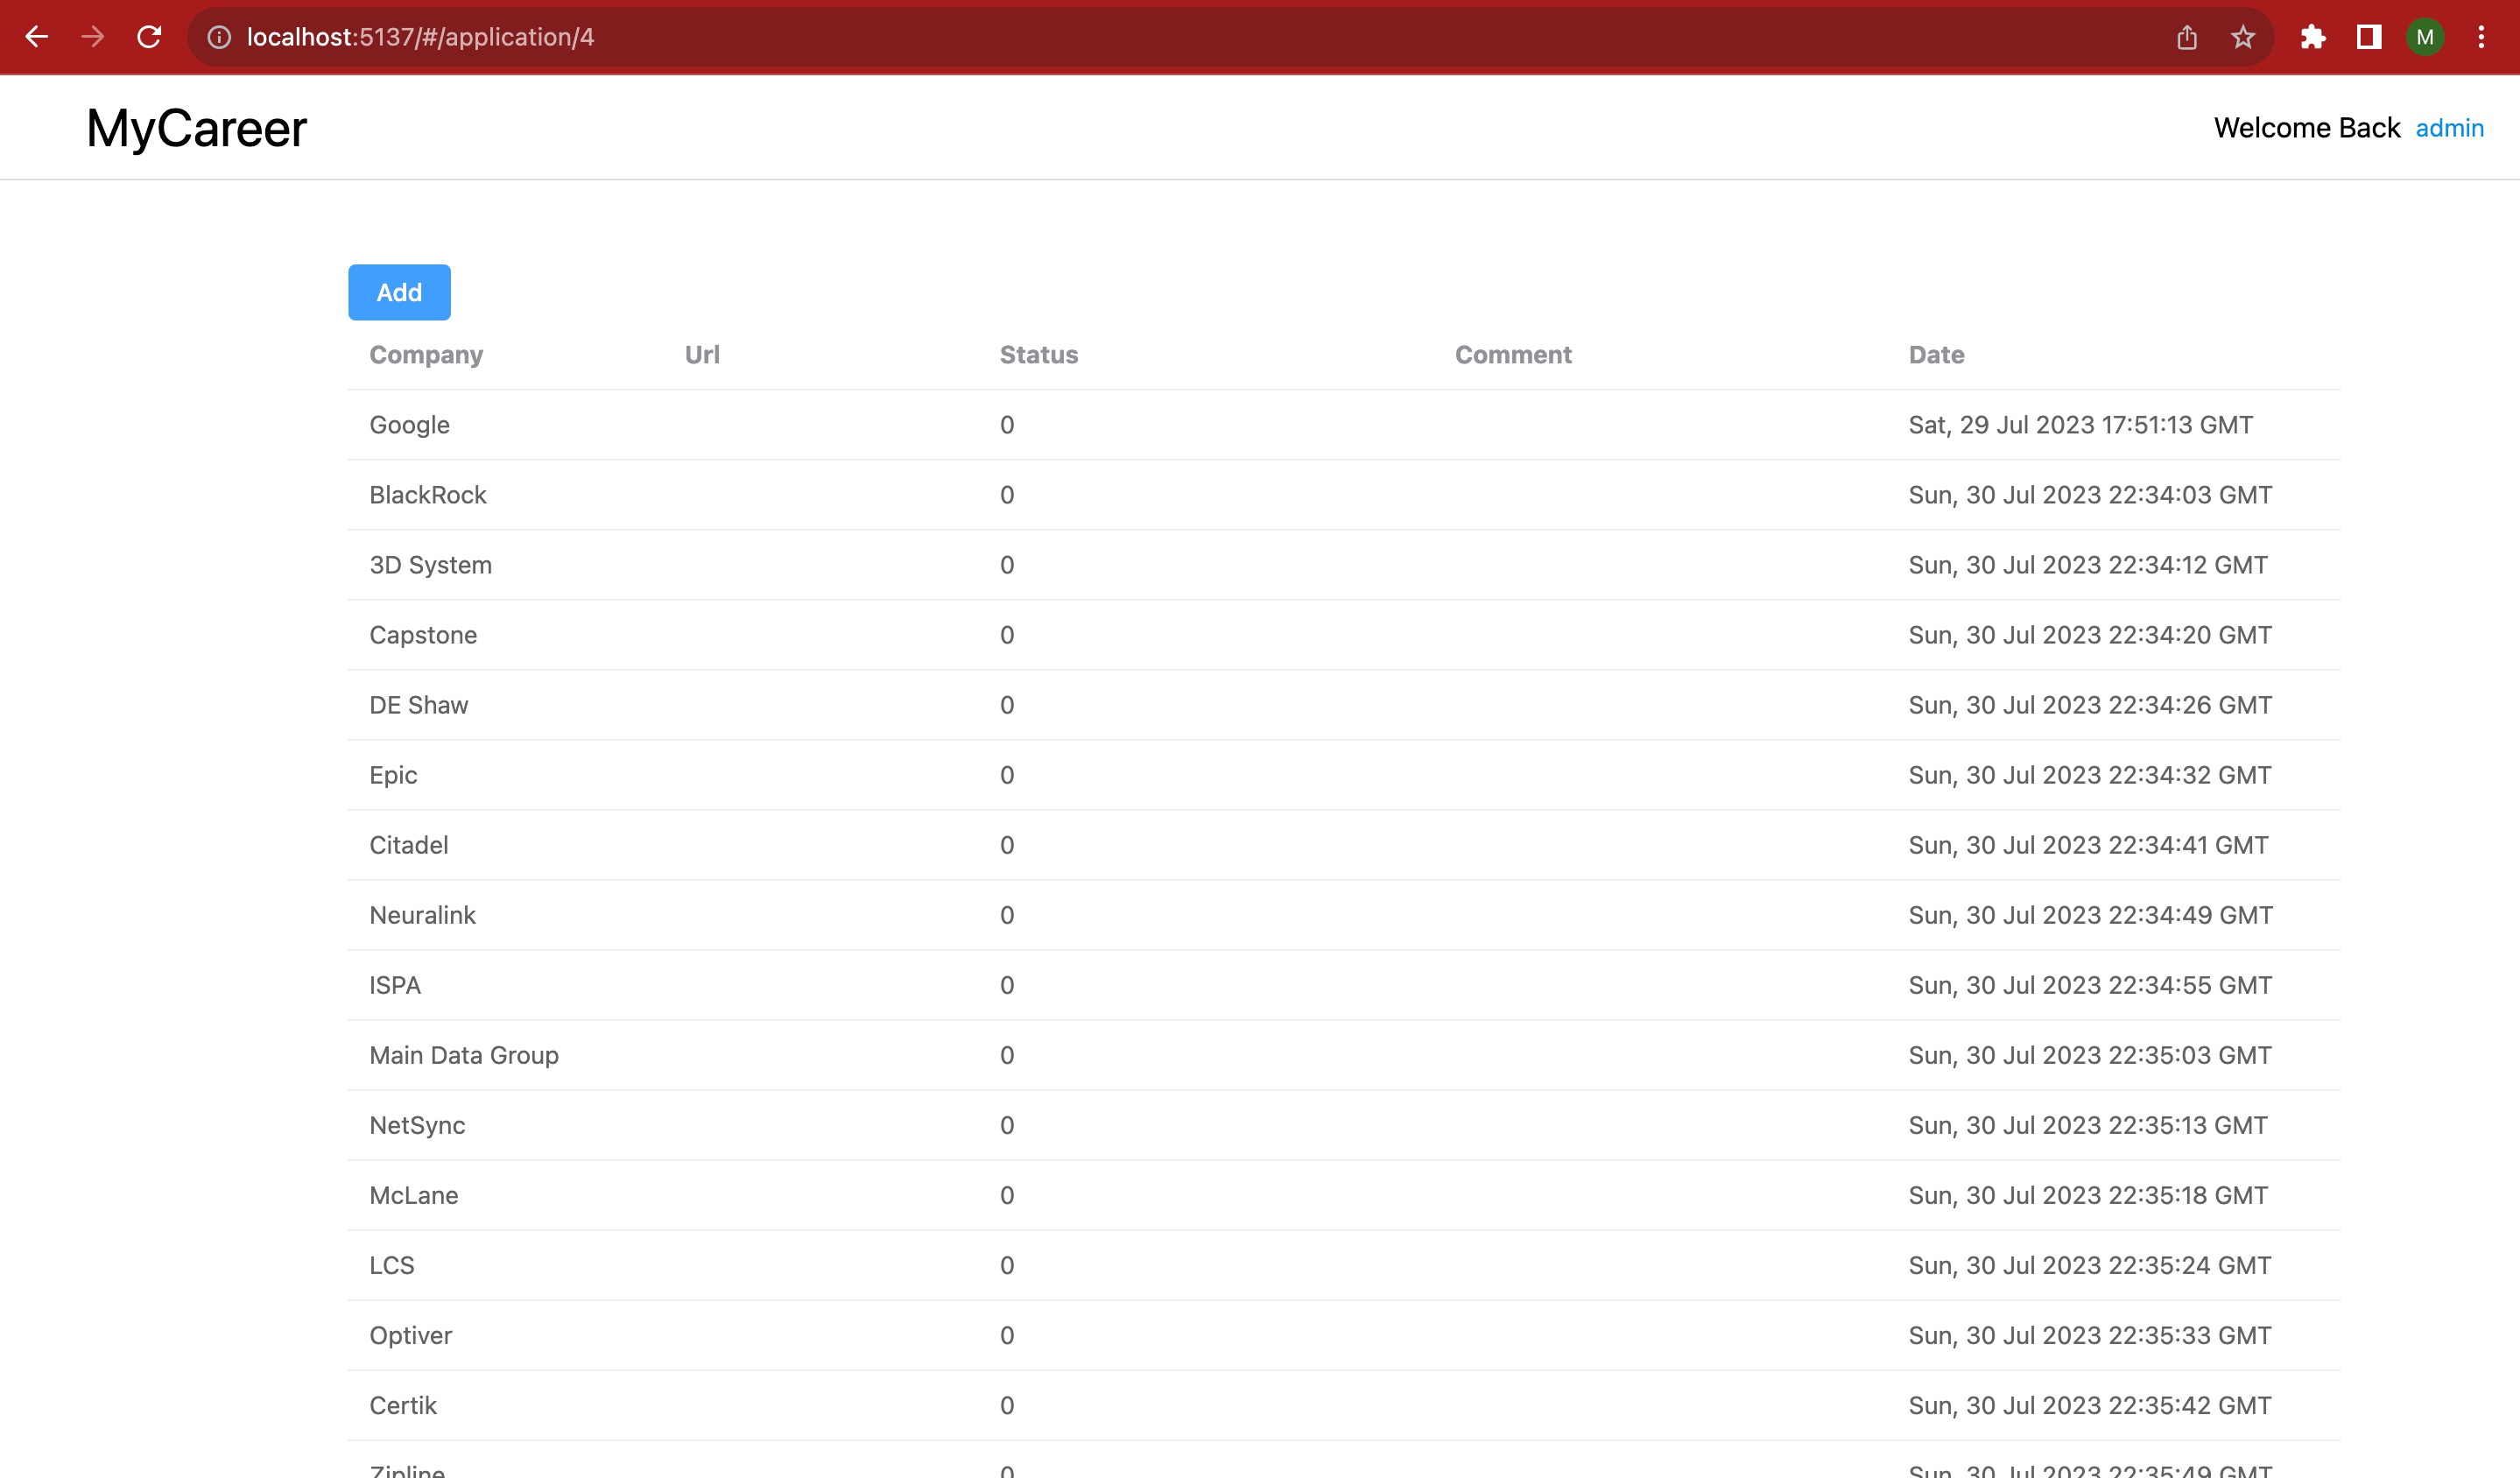 localhost:5137/#/application/4
M
MyCareer
Welcome Back admin
Add
Company Url Status Comment Date
Google 0 Sat, 29 Jul 2023 17:51:13 GMT
BlackRock 0 Sun, 30 Jul 2023 22:34:03 GMT
3D System 0 Sun, 30 Jul 2023 22:34:12 GMT
Capstone 0 Sun, 30 Jul 2023 22:34:20 GMT
DE Shaw 0 Sun, 30 Jul 2023 22:34:26 GMT
Epic 0 Sun, 30 Jul 2023 22:34:32 GMT
Citadel 0 Sun, 30 Jul 2023 22:34:41 GMT
Neuralink 0 Sun, 30 Jul 2023 22:34:49 GMT
ISPA 0 Sun, 30 Jul 2023 22:34:55 GMT
Main Data Group 0 Sun, 30 Jul 2023 22:35:03 GMT
NetSync 0 Sun, 30 Jul 2023 22:35:13 GMT
McLane 0 Sun, 30 Jul 2023 22:35:18 GMT
LCS 0 Sun, 30 Jul 2023 22:35:24 GMT
Optiver 0 Sun, 30 Jul 2023 22:35:33 GMT
Certik 0 Sun, 30 Jul 2023 22:35:42 GMT
Zipline 0 Sun, 30 Jul 2023 22:35:49 GMT